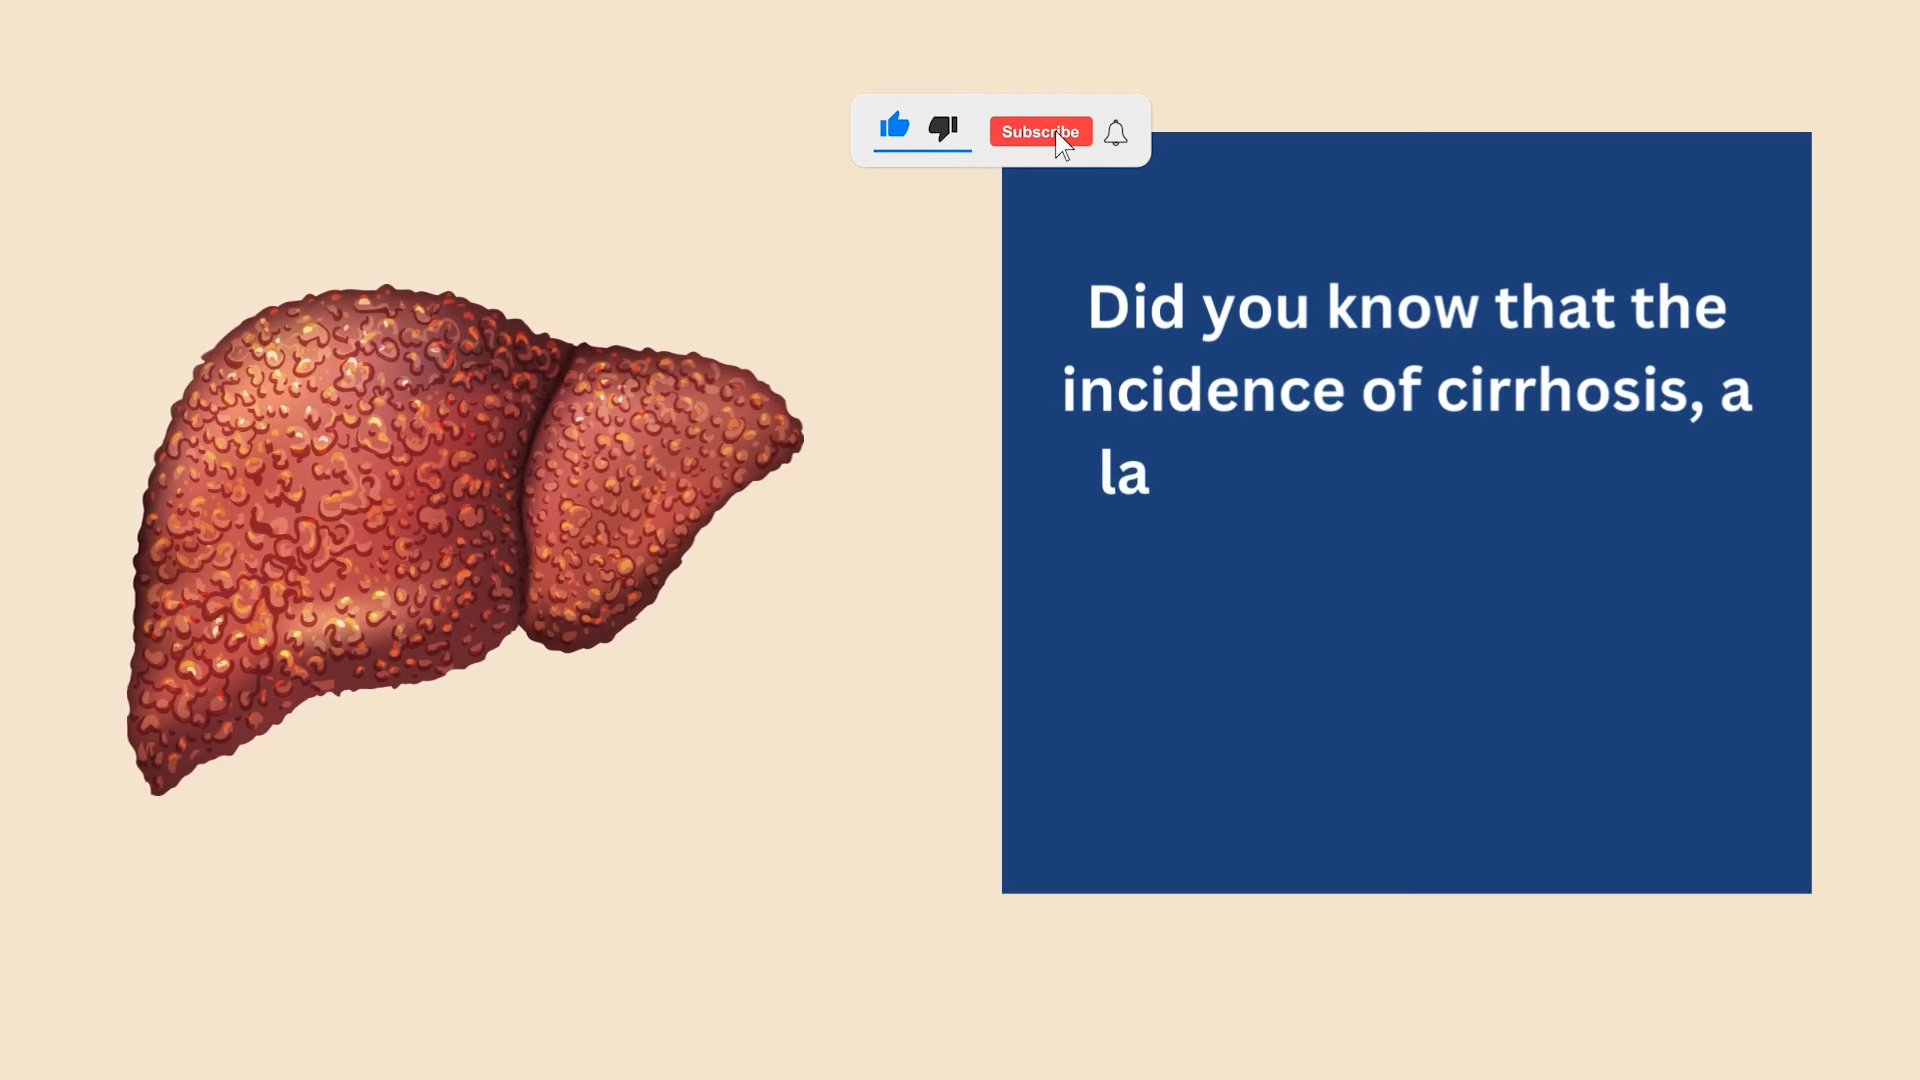 Subscribe
Did you know that the
incidence of cirrhosis, a
la